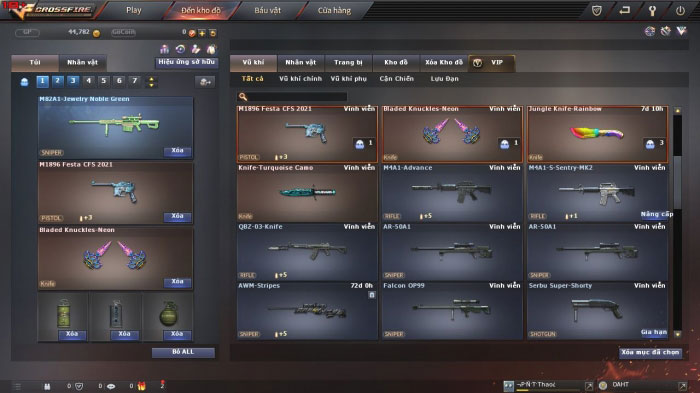 CROSSFIRE
Play
Đến kho đồ
Báu vật
Cửa hàng
GP 44,782
GoCoin 0
Túi
Nhân vật
Hiệu ứng sở hữu
1 2 3 4 5 6 7
M82A1-Jewelry Noble Green
SNIPER
Xóa
M1896 Festa CFS 2021
PISTOL
+3
Xóa
Bladed Knuckles-Neon
Knife
Xóa
Xóa
Xóa
Xóa
Bỏ ALL
Vũ khí
Nhân vật
Trang bị
Kho đồ
Xóa Kho đồ
VIP
Tất cả
Vũ khí chính
Vũ khí phụ
Cận Chiến
Lựu Đạn
M1896 Festa CFS 2021
Vĩnh viễn
PISTOL
+3
1
Bladed Knuckles-Neon
Vĩnh viễn
Knife
1
Jungle Knife-Rainbow
7d 10h
Knife
3
Knife-Turquoise Camo
Vĩnh viễn
Knife
M4A1-Advance
Vĩnh viễn
RIFLE
+5
M4A1-S-Sentry-MK2
Vĩnh viễn
RIFLE
+1
Nâng cấp
QBZ-03-Knife
Vĩnh viễn
RIFLE
+5
AR-50A1
Vĩnh viễn
SNIPER
AR-50A1
Vĩnh viễn
SNIPER
AWM-Stripes
72d 0h
SNIPER
+5
Falcon OP99
Vĩnh viễn
SNIPER
Serbu Super-Shorty
Vĩnh viễn
SHOTGUN
Gia hạn
Xóa mục đã chọn
0
0
0
2
DAHT